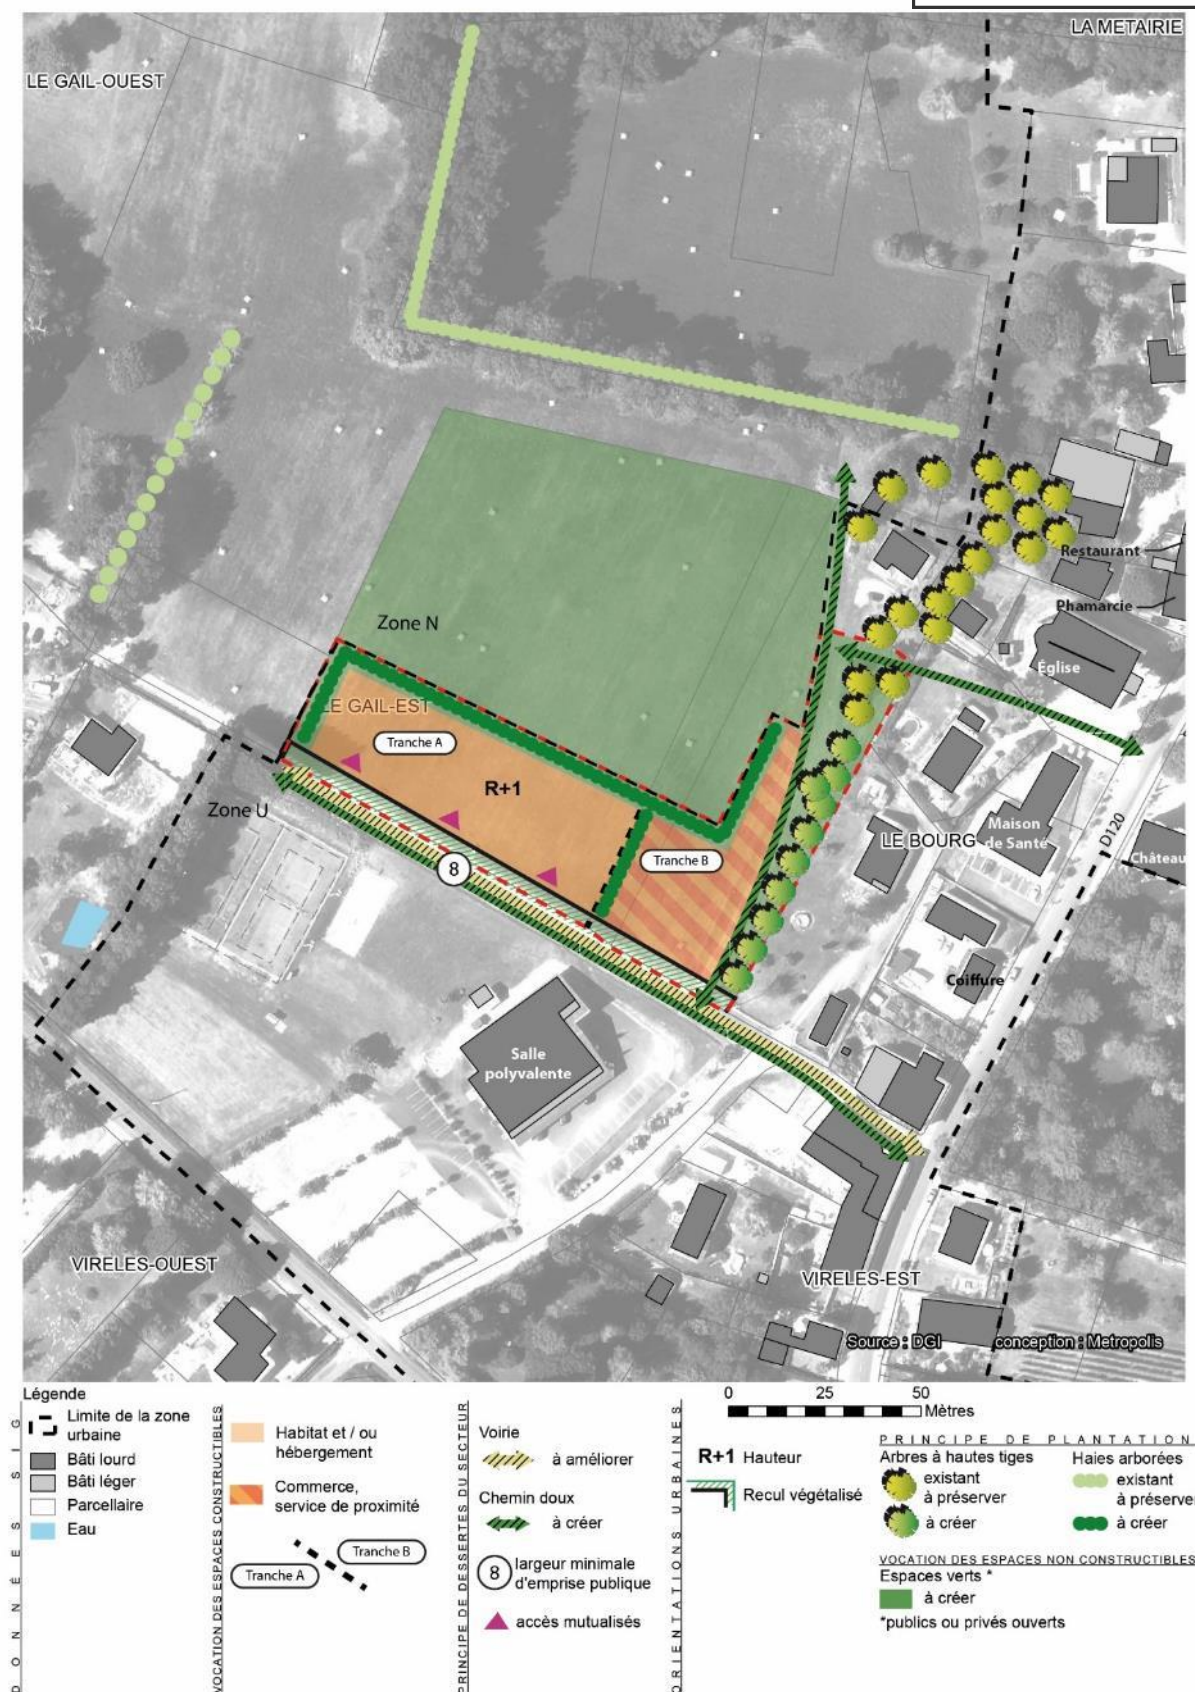 LA METAIRIE
LE GAIL-OUEST
Restaurant
Phamarcie
Zone N
Église
LE GAIL-EST
Tranche A
R+1
Zone U
D120
LE BOURG
Maison
de Santé
Château
Tranche B
8
Coiffure
Salle
polyvalente
VIRELES-OUEST
VIRELES-EST
Source : DGI
conception : Metropolis
Légende
DONNEES SIG
Limite de la zone
urbaine
Bâti lourd
Bâti léger
Parcellaire
Eau
VOCATION DES ESPACES CONSTRUCTIBLES
Habitat et / ou
hébergement
Commerce,
service de proximité
Tranche B
Tranche A
PRINCIPE DE DESSERTES DU SECTEUR
Voirie
à améliorer
Chemin doux
à créer
8
largeur minimale
d'emprise publique
accès mutualisés
ORIENTATIONS URBAINES
0 25 50
Mètres
R+1 Hauteur
Recul végétalisé
PRINCIPE DE PLANTATION
Arbres à hautes tiges
existant
à préserver
à créer
Haies arborées
existant
à préserver
à créer
VOCATION DES ESPACES NON CONSTRUCTIBLES
Espaces verts *
à créer
*publics ou privés ouverts